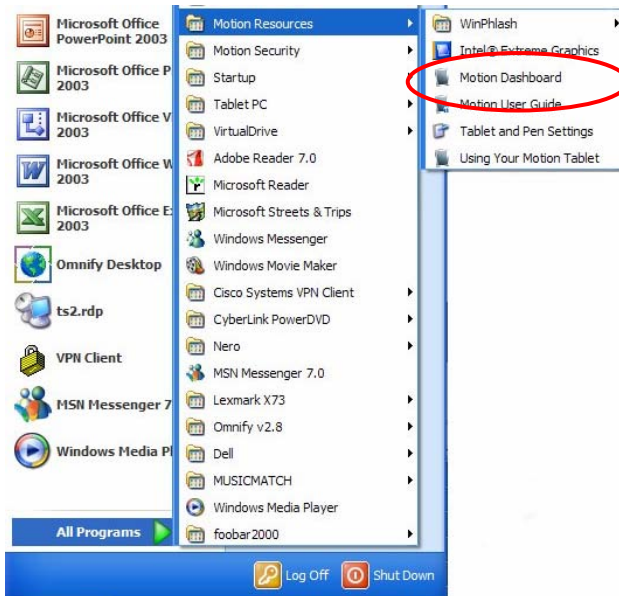 Microsoft Office
PowerPoint 2003
Microsoft Office P
2003
Microsoft Office V
2003
Microsoft Office W
2003
Microsoft Office E
2003
Omnify Desktop
ts2.rdp
VPN Client
MSN Messenger 7
Windows Media Pl
All Programs
Motion Resources
Motion Security
Startup
Tablet PC
VirtualDrive
Adobe Reader 7.0
Microsoft Reader
Microsoft Streets & Trips
Windows Messenger
Windows Movie Maker
Cisco Systems VPN Client
CyberLink PowerDVD
Nero
MSN Messenger 7.0
Lexmark X73
Omnify v2.8
Dell
MUSICMATCH
Windows Media Player
foobar2000
WinPhlash
Intel® Extreme Graphics
Motion Dashboard
Motion User Guide
Tablet and Pen Settings
Using Your Motion Tablet
Log Off
Shut Down